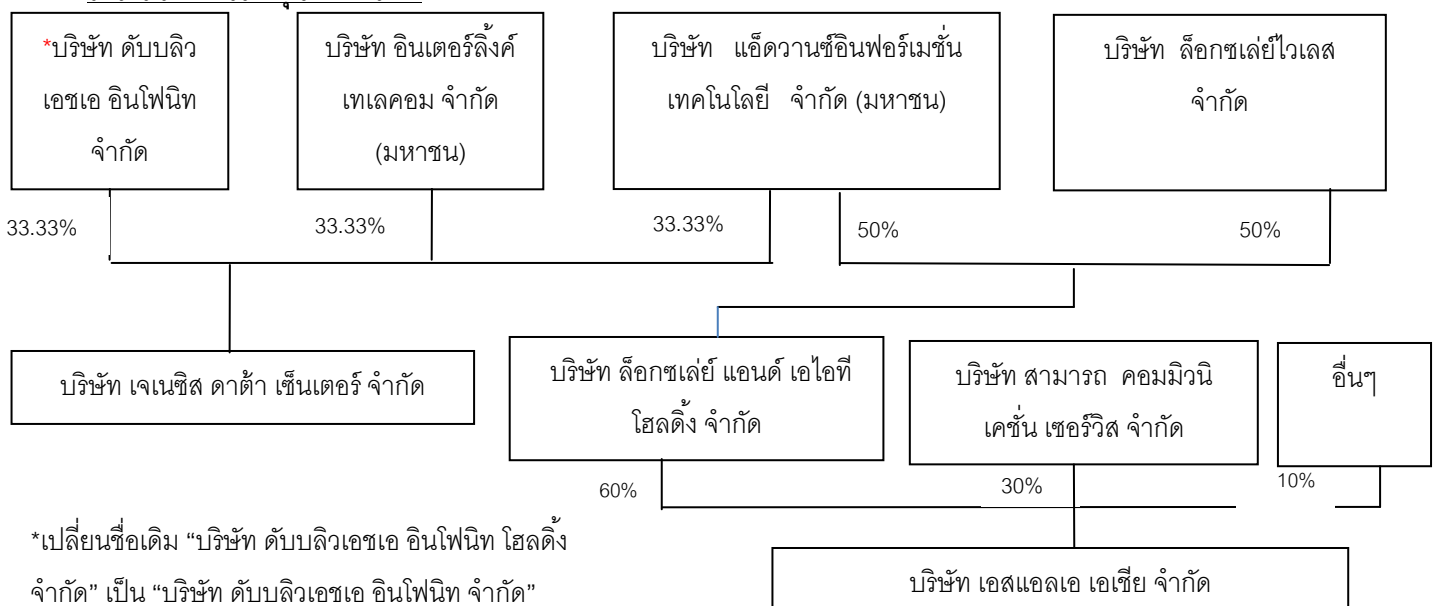 *บริษัท ดับบลิว
เอชเอ อินโฟนิท
จำกัด
บริษัท อินเตอร์ลิ้งค์
เทเลคอม จำกัด
(มหาชน)
บริษัท แอ็ดวานซ์อินฟอร์เมชั่น
เทคโนโลยี จำกัด (มหาชน)
บริษัท ล็อกซเล่ย์ไวเลส
จำกัด
33.33%
33.33%
33.33%
50%
50%
บริษัท เจเนซิส ดาต้า เซ็นเตอร์ จำกัด
บริษัท ล็อกซเล่ย์ แอนด์ เอไอที
โฮลดิ้ง จำกัด
บริษัท สามารถ คอมมิวนิ
เคชั่น เซอร์วิส จำกัด
อื่นๆ
60%
30%
10%
*เปลี่ยนชื่อเดิม “บริษัท ดับบลิวเอชเอ อินโฟนิท โฮลดิ้ง
จำกัด” เป็น “บริษัท ดับบลิวเอชเอ อินโฟนิท จำกัด”
บริษัท เอสแอลเอ เอเชีย จำกัด